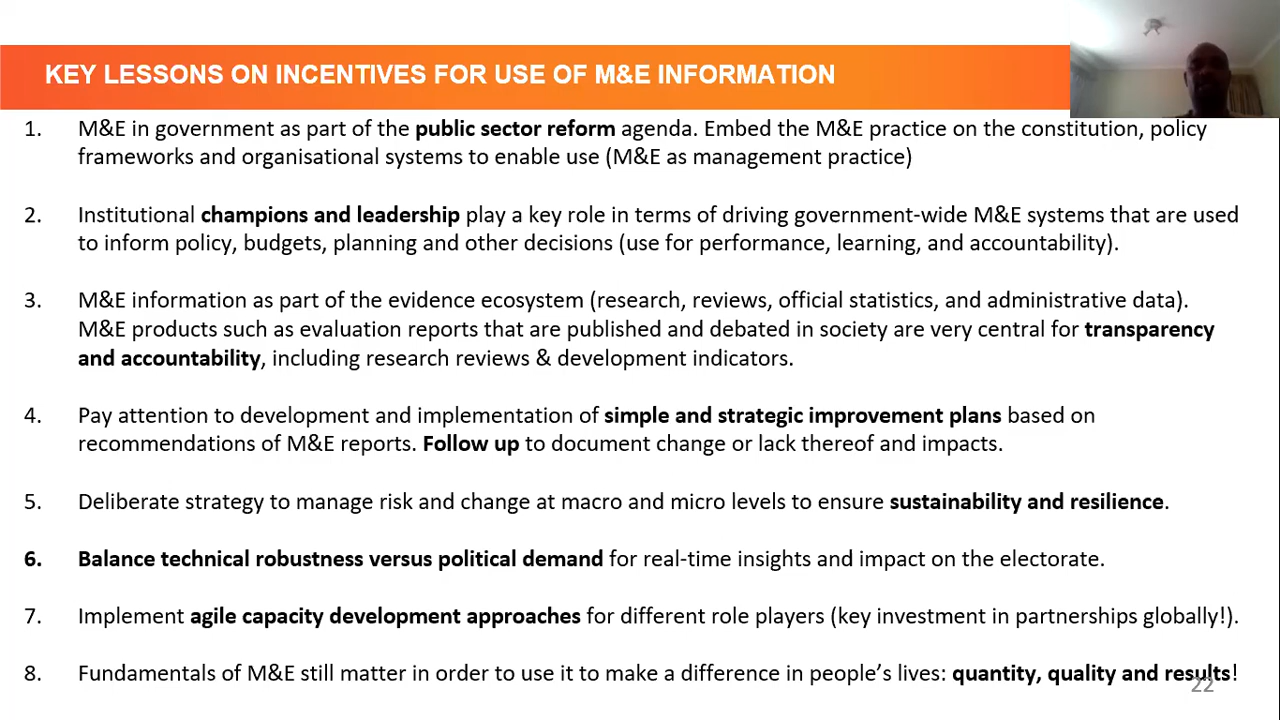 KEY LESSONS ON INCENTIVES FOR USE OF M&E INFORMATION
1. M&E in government as part of the public sector reform agenda. Embed the M&E practice on the constitution, policy
frameworks and organisational systems to enable use (M&E as management practice)
2. Institutional champions and leadership play a key role in terms of driving government-wide M&E systems that are used
to inform policy, budgets, planning and other decisions (use for performance, learning, and accountability).
3. M&E information as part of the evidence ecosystem (research, reviews, official statistics, and administrative data).
M&E products such as evaluation reports that are published and debated in society are very central for transparency
and accountability, including research reviews & development indicators.
4. Pay attention to development and implementation of simple and strategic improvement plans based on
recommendations of M&E reports. Follow up to document change or lack thereof and impacts.
5. Deliberate strategy to manage risk and change at macro and micro levels to ensure sustainability and resilience.
6. Balance technical robustness versus political demand for real-time insights and impact on the electorate.
7. Implement agile capacity development approaches for different role players (key investment in partnerships globally!).
8. Fundamentals of M&E still matter in order to use it to make a difference in people’s lives: quantity, quality and results!
22